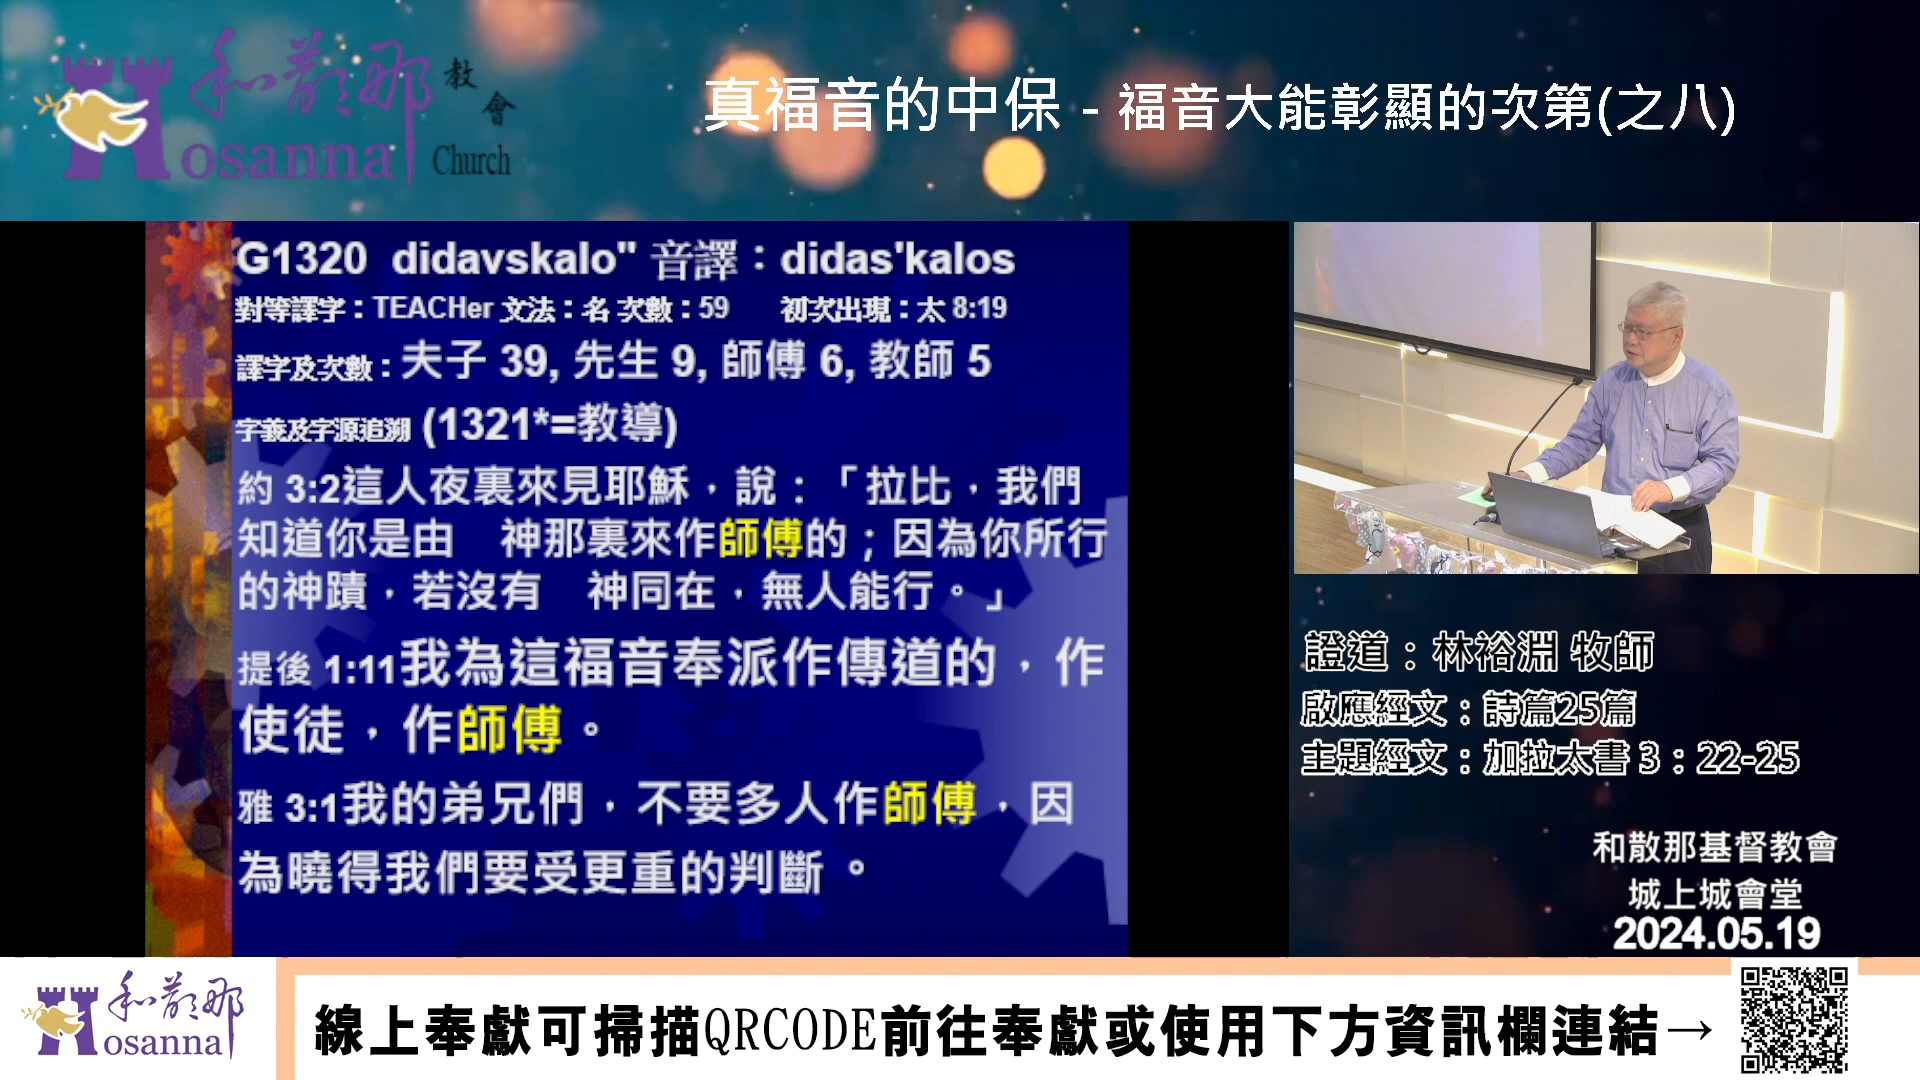 和散那
教
會
Hosanna
Church
真福音的中保 - 福音大能彰顯的次第(之八)
G1320 didavskalo" 音譯：didas'kalos
對等譯字：TEACHer 文法：名 次數：59 初次出現：太 8:19
譯字及次數：夫子 39, 先生 9, 師傅 6, 教師 5
字義及字源追溯 (1321*=教導)
約 3:2這人夜裏來見耶穌，說：「拉比，我們
知道你是由　神那裏來作師傅的；因為你所行
的神蹟，若沒有　神同在，無人能行。」
提後 1:11我為這福音奉派作傳道的，作
使徒，作師傅。
雅 3:1我的弟兄們，不要多人作師傅，因
為曉得我們要受更重的判斷。
證道：林裕淵 牧師
啟應經文：詩篇25篇
主題經文：加拉太書 3：22-25
和散那基督教會
城上城會堂
2024.05.19
和散那
Hosanna
線上奉獻可掃描QRCODE前往奉獻或使用下方資訊欄連結→